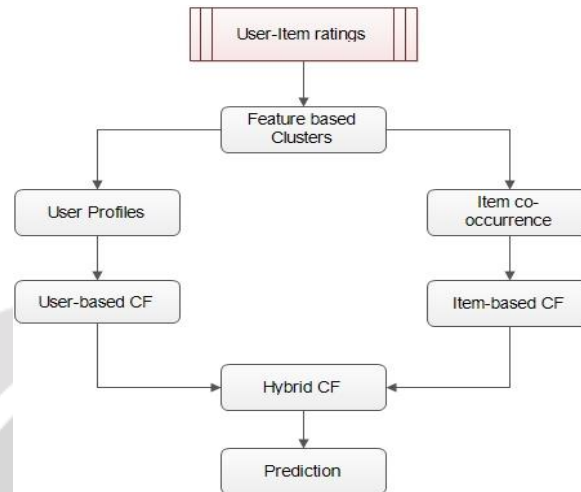 User-Item ratings
Feature based
Clusters
User Profiles
Item co-
occurrence
User-based CF
Item-based CF
Hybrid CF
Prediction